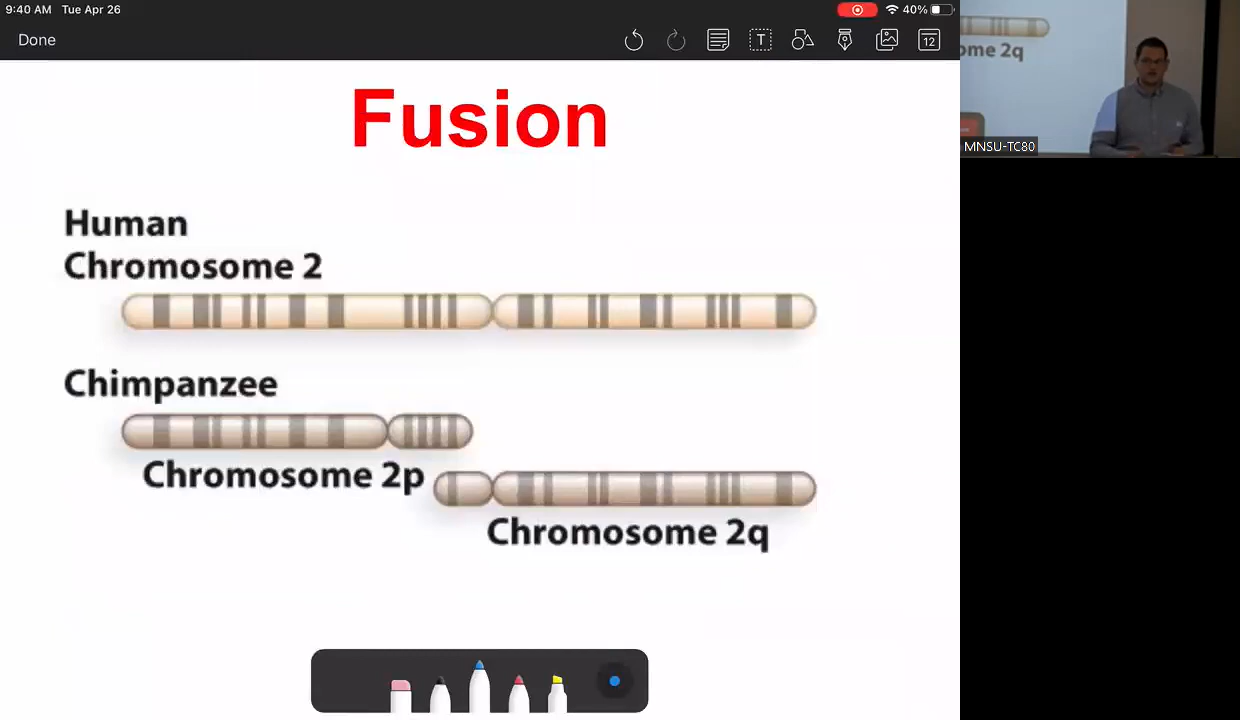 9:40 AM Tue Apr 26
40%
Done
T
12
Fusion
Human
Chromosome 2
Chimpanzee
Chromosome 2p
Chromosome 2q
ome 2q
MNSU-TC80